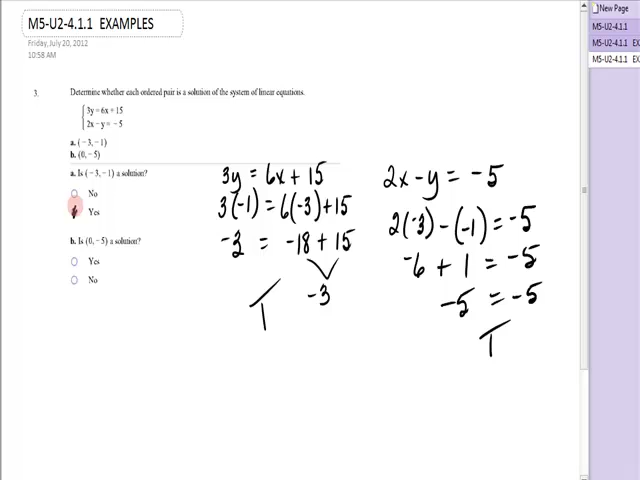 M5-U2-4.1.1 EXAMPLES
Friday, July 20, 2012
10:58 AM
New Page
M5-U2-4.1.1
M5-U2-4.1.1 EX
M5-U2-4.1.1 EXA
3. Determine whether each ordered pair is a solution of the system of linear equations.
3y = 6x + 15
2x − y = − 5
a. (− 3, − 1)
b. (0, − 5)
a. Is (− 3, − 1) a solution?
No
Yes
b. Is (0, − 5) a solution?
Yes
No
3y = 6x + 15
3(-1) = 6(-3) + 15
-3 = -18 + 15
-3
T
2x - y = -5
2(-3) - (-1) = -5
-6 + 1 = -5
-5 = -5
T